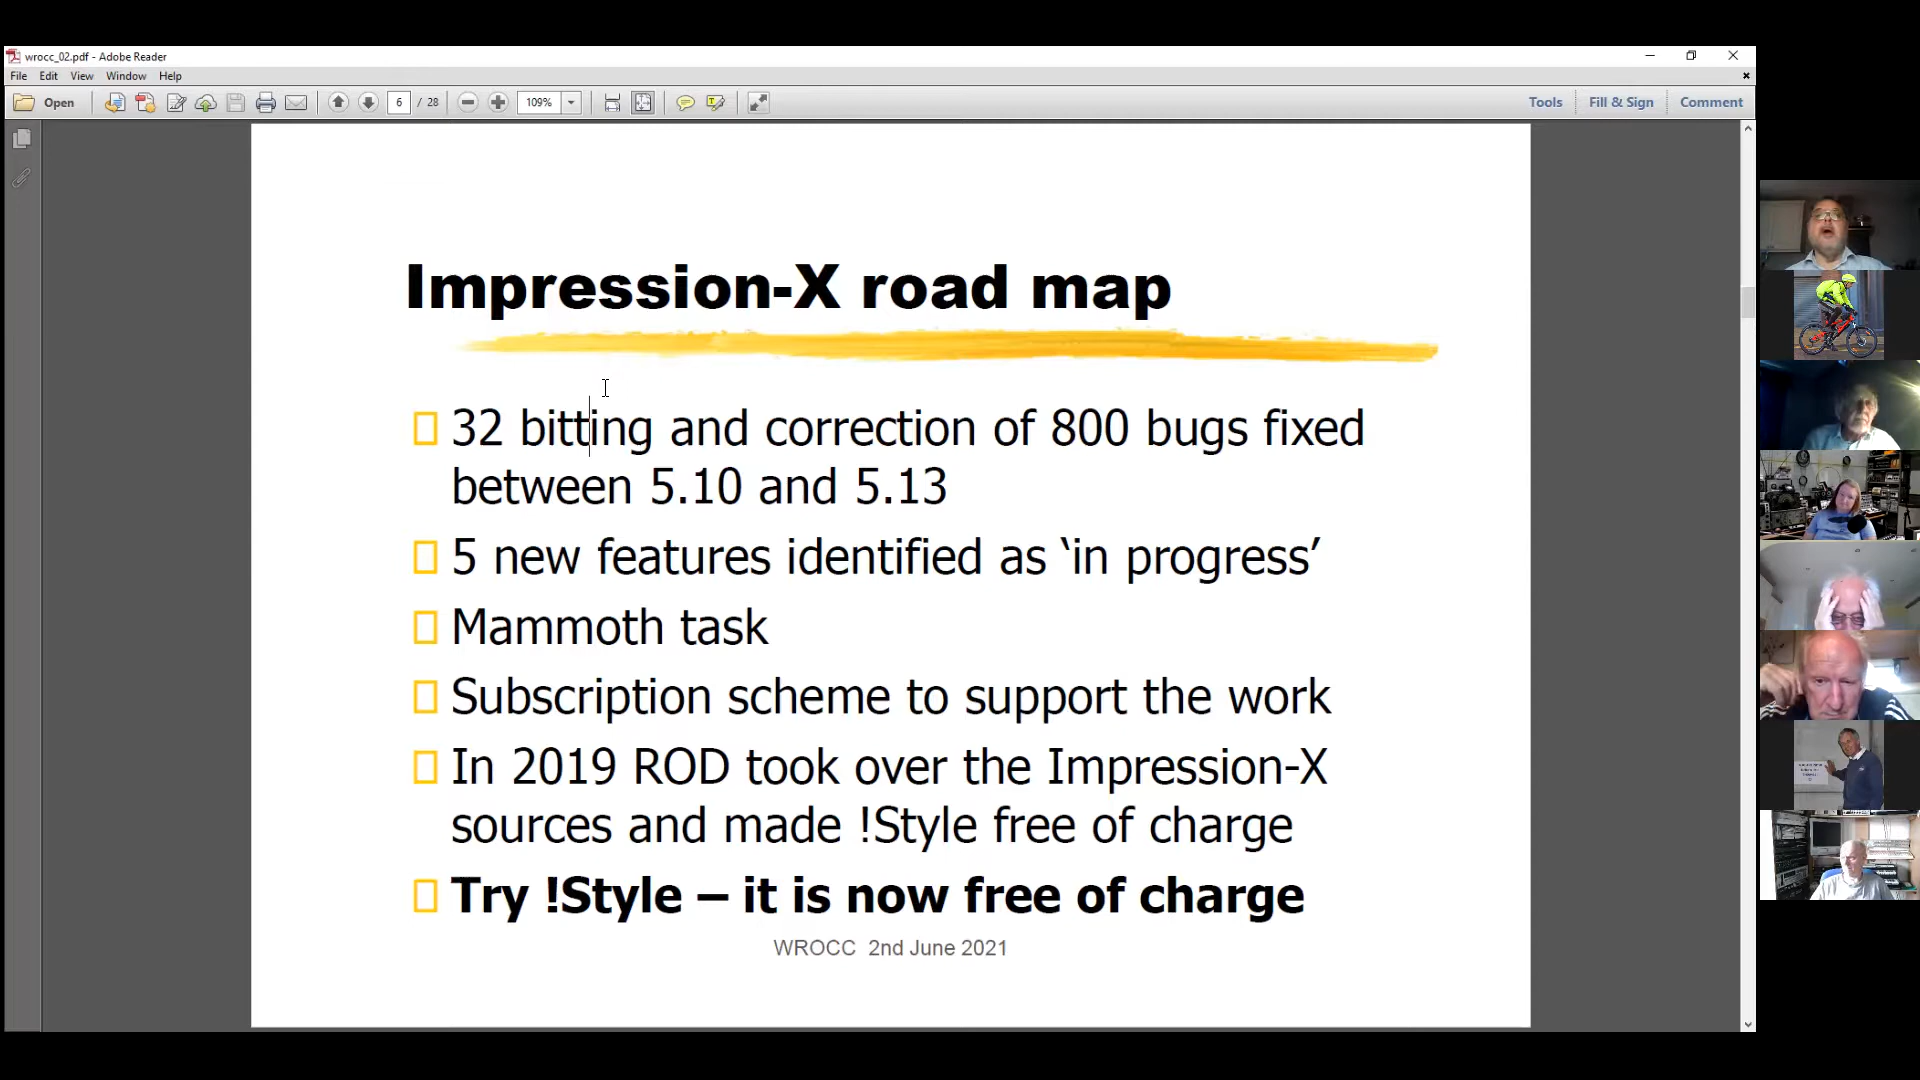 wrocc_02.pdf - Adobe Reader
File Edit View Window Help
Open 6 / 28 109% Tools Fill & Sign Comment
Impression-X road map
32 bitting and correction of 800 bugs fixed
between 5.10 and 5.13
5 new features identified as ‘in progress’
Mammoth task
Subscription scheme to support the work
In 2019 ROD took over the Impression-X
sources and made !Style free of charge
Try !Style – it is now free of charge
WROCC 2nd June 2021